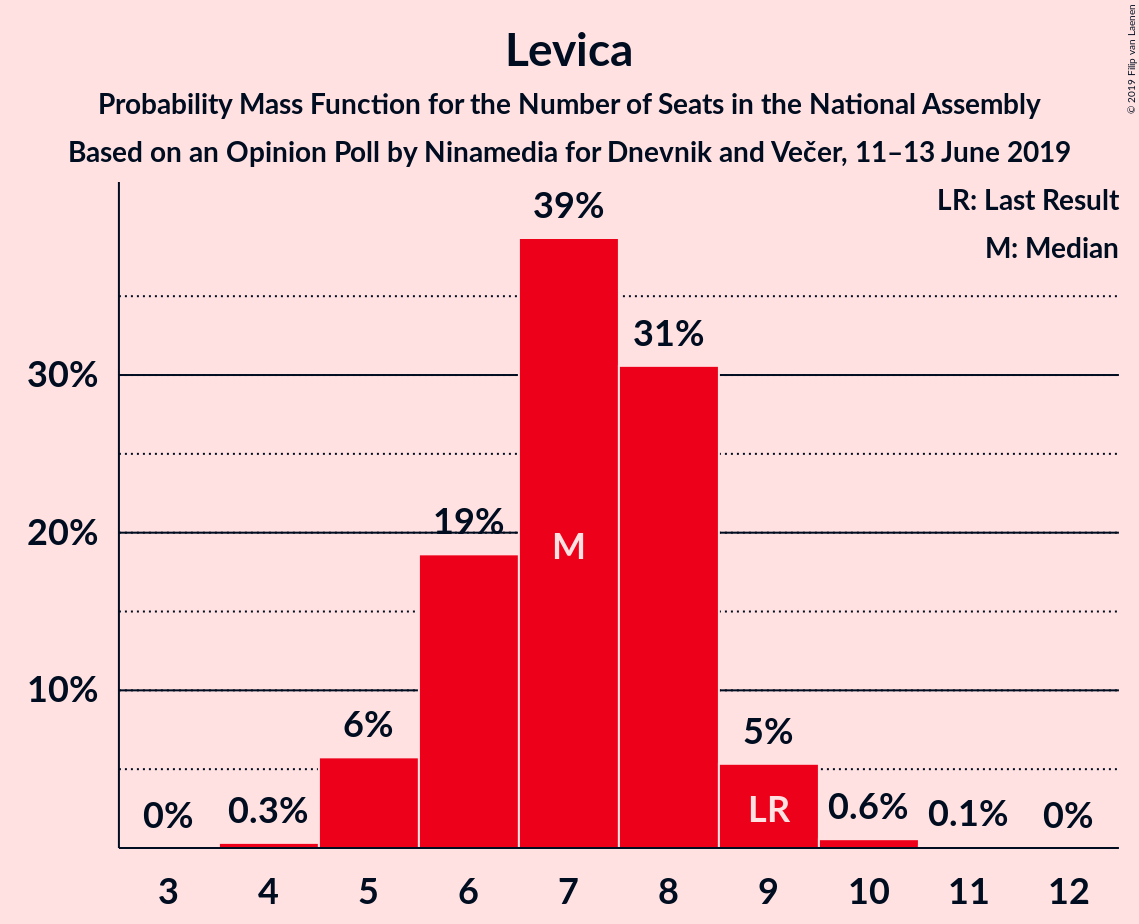 Levica
Probability Mass Function for the Number of Seats in the National Assembly
Based on an Opinion Poll by Ninamedia for Dnevnik and Večer, 11–13 June 2019
© 2019 Filip van Laenen
LR: Last Result
M: Median
39%
31%
30%
19%
20%
M
10%
6%
5%
0%
0.3%
LR
0.6%
0.1%
0%
3 4 5 6 7 8 9 10 11 12